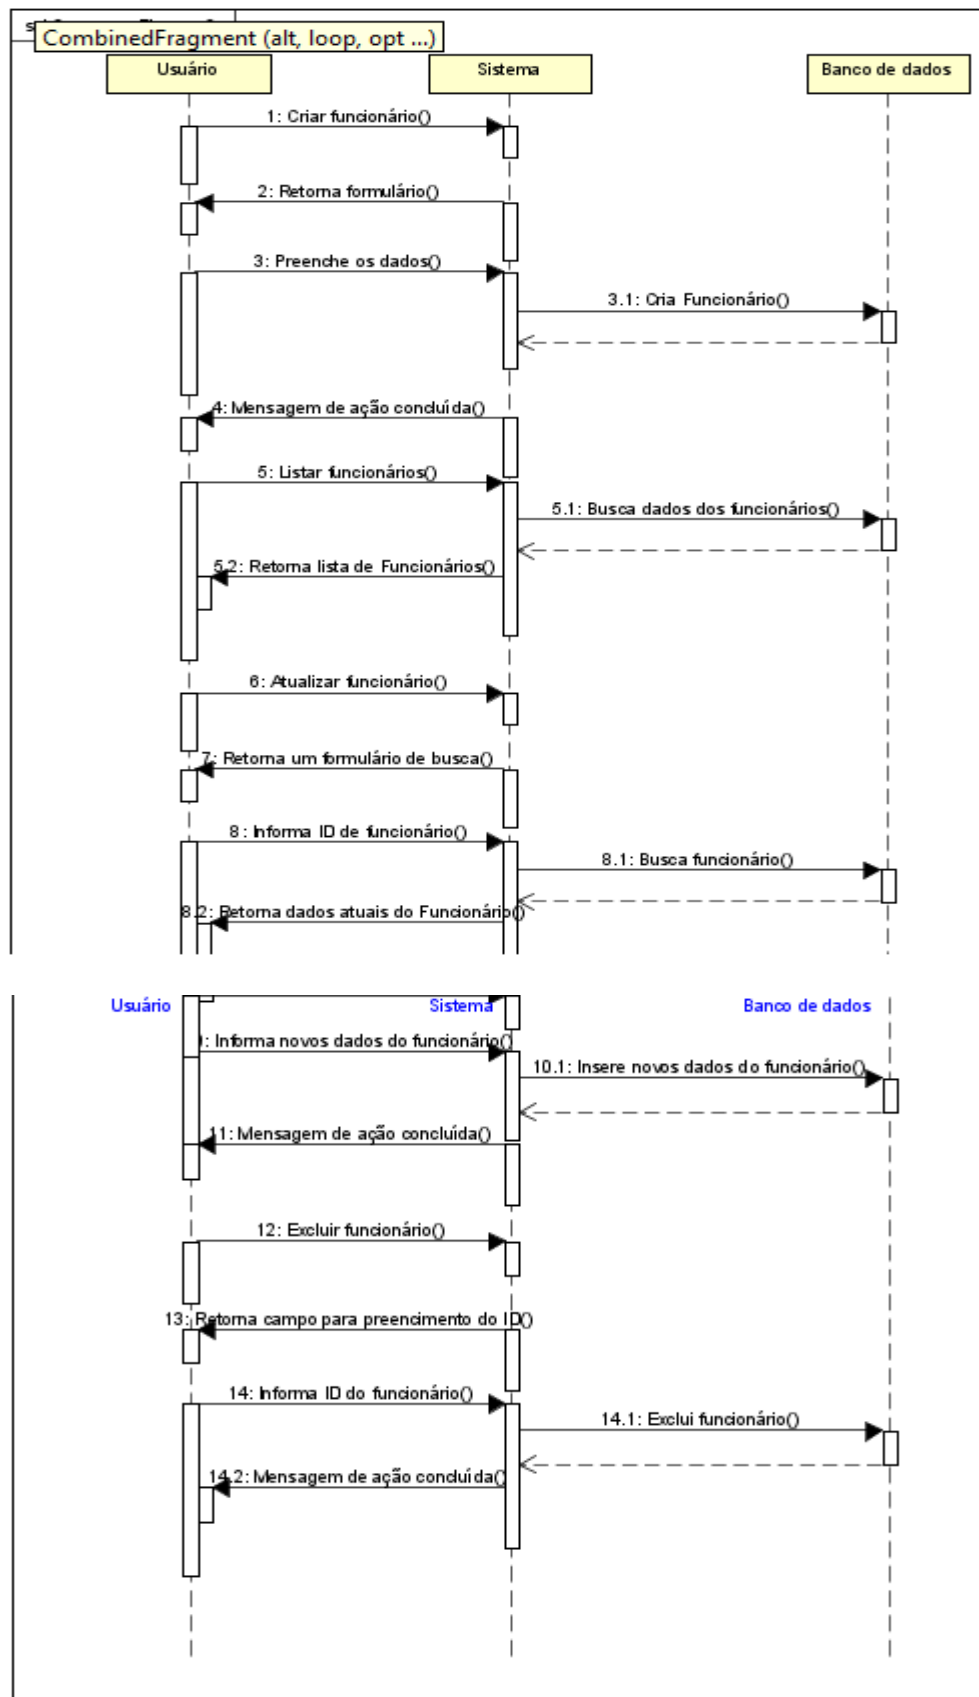 CombinedFragment (alt, loop, opt ...)
Usuário
Sistema
Banco de dados
1: Criar funcionário()
2: Retorna formulário()
3: Preenche os dados()
3.1: Cria Funcionário()
4: Mensagem de ação concluída()
5: Listar funcionários()
5.1: Busca dados dos funcionários()
5.2: Retorna lista de Funcionários()
6: Atualizar funcionário()
7: Retorna um formulário de busca()
8: Informa ID de funcionário()
8.1: Busca funcionário()
8.2: Retorna dados atuais do Funcionário()
Usuário
Sistema
Banco de dados
: Informa novos dados do funcionário()
10.1: Insere novos dados do funcionário()
11: Mensagem de ação concluída()
12: Excluir funcionário()
13: Retorna campo para preencimento do ID()
14: Informa ID do funcionário()
14.1: Exclui funcionário()
14.2: Mensagem de ação concluída()